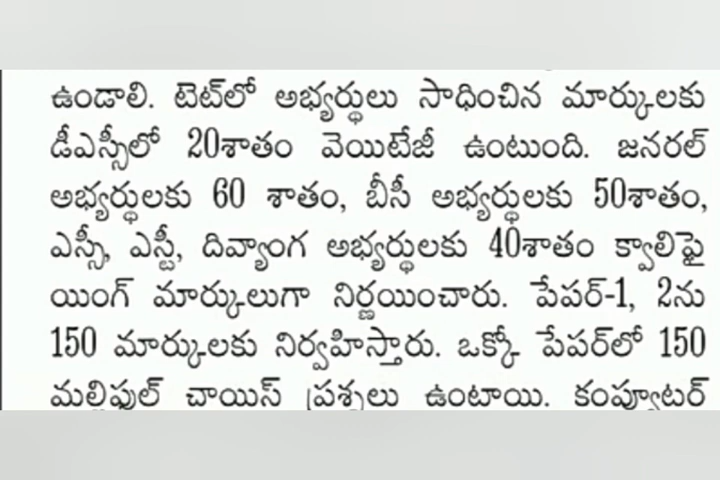 ఉండాలి. టెట్‌లో అభ్యర్థులు సాధించిన మార్కులకు
డీఎస్సీలో 20శాతం వెయిటేజీ ఉంటుంది. జనరల్
అభ్యర్థులకు 60 శాతం, బీసీ అభ్యర్థులకు 50శాతం,
ఎస్సీ, ఎస్టీ, దివ్యాంగ అభ్యర్థులకు 40శాతం క్వాలిఫై
యింగ్ మార్కులుగా నిర్ణయించారు. పేపర్-1, 2ను
150 మార్కులకు నిర్వహిస్తారు. ఒక్కో పేపర్‌లో 150
మల్టిఫుల్ చాయిస్ ప్రశ్నలు ఉంటాయి. కంప్యూటర్